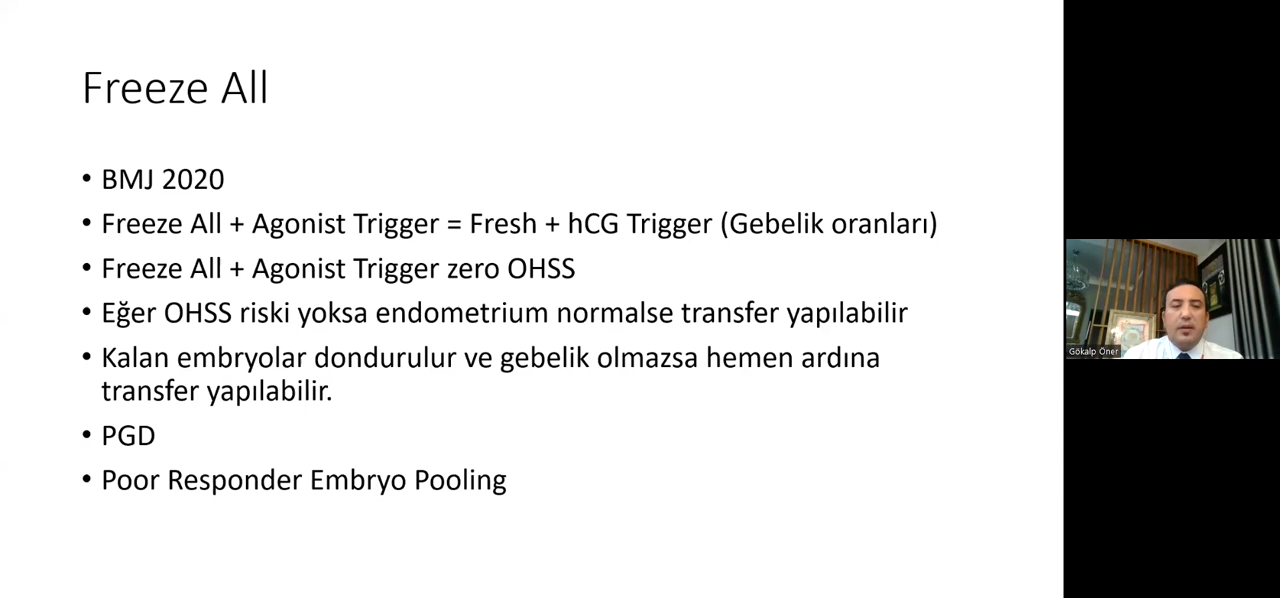 Freeze All
• BMJ 2020
• Freeze All + Agonist Trigger = Fresh + hCG Trigger (Gebelik oranları)
• Freeze All + Agonist Trigger zero OHSS
• Eğer OHSS riski yoksa endometrium normalse transfer yapılabilir
• Kalan embryolar dondurulur ve gebelik olmazsa hemen ardına
transfer yapılabilir.
• PGD
• Poor Responder Embryo Pooling
Gökalp Öner